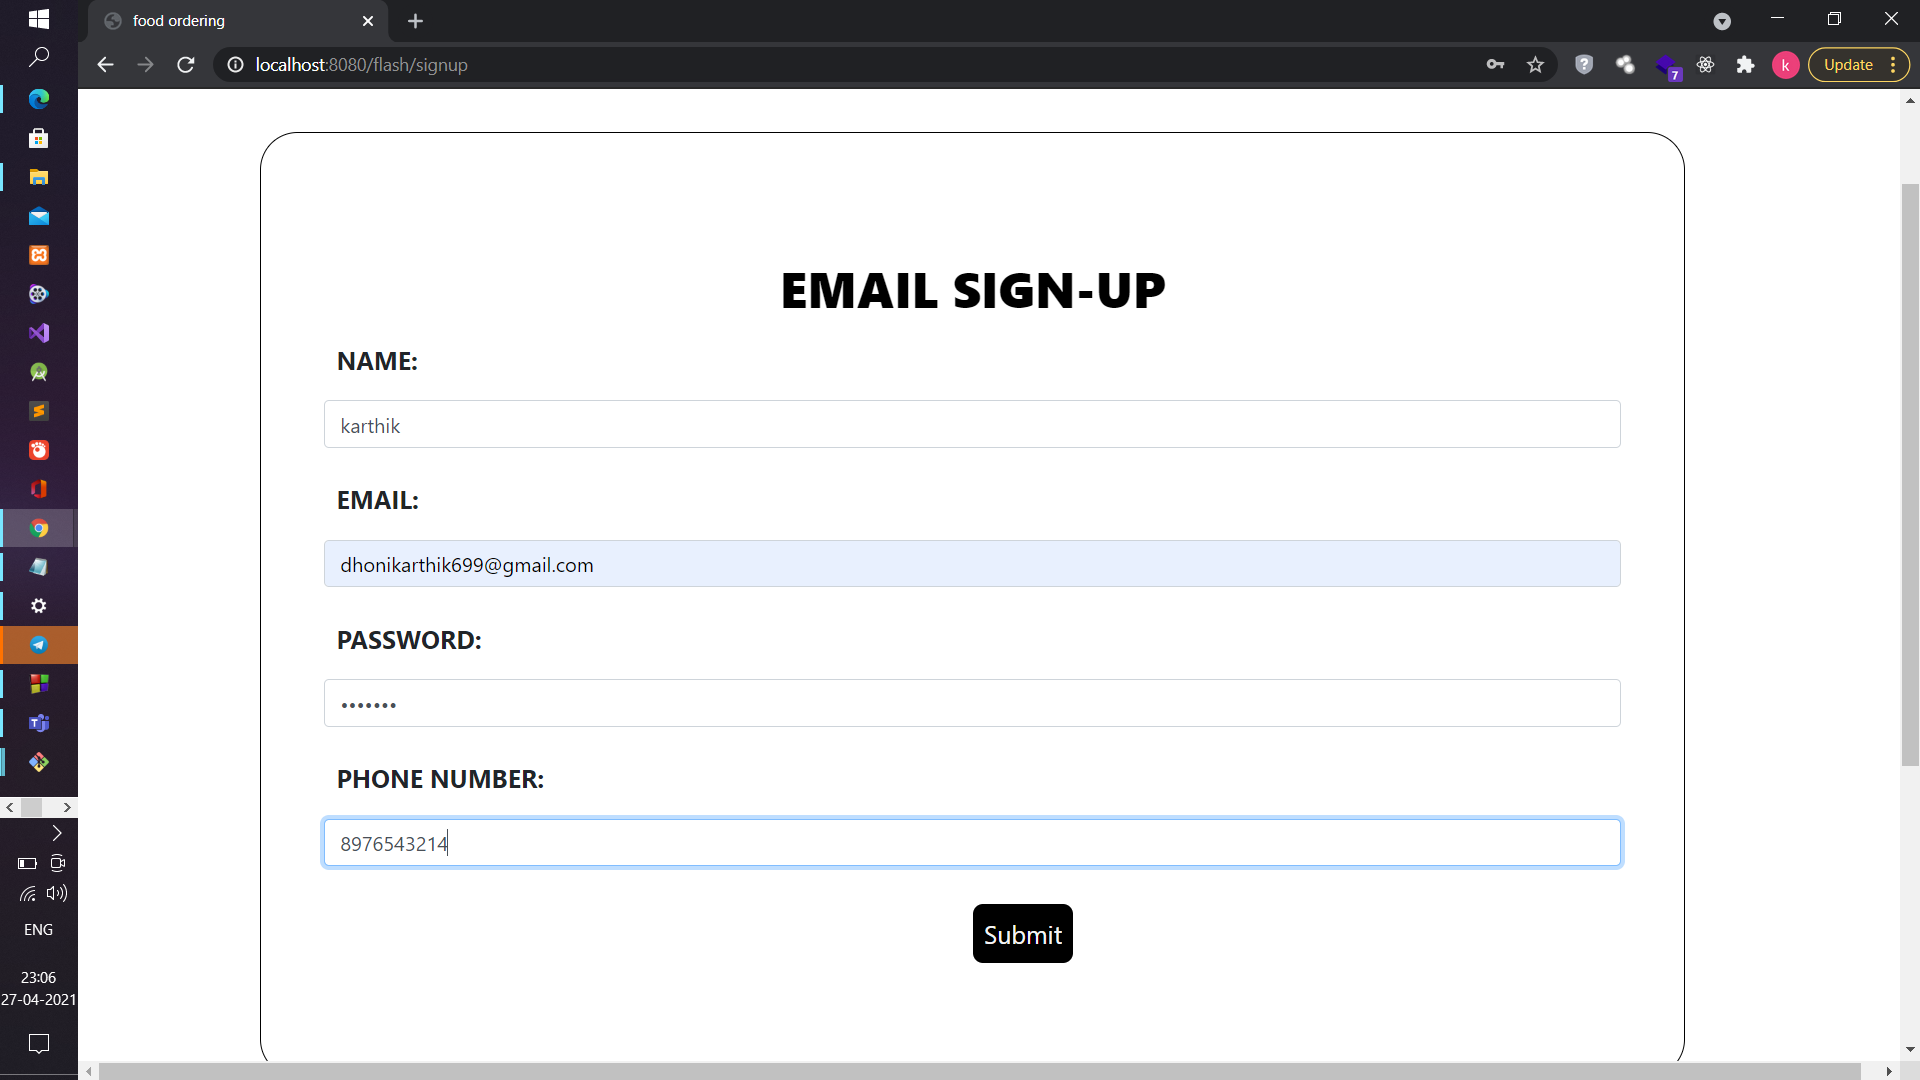 food ordering
localhost:8080/flash/signup
7
k
Update
EMAIL SIGN-UP
NAME:
karthik
EMAIL:
dhonikarthik699@gmail.com
PASSWORD:
•••••••
PHONE NUMBER:
8976543214
Submit
ENG
23:06
27-04-2021